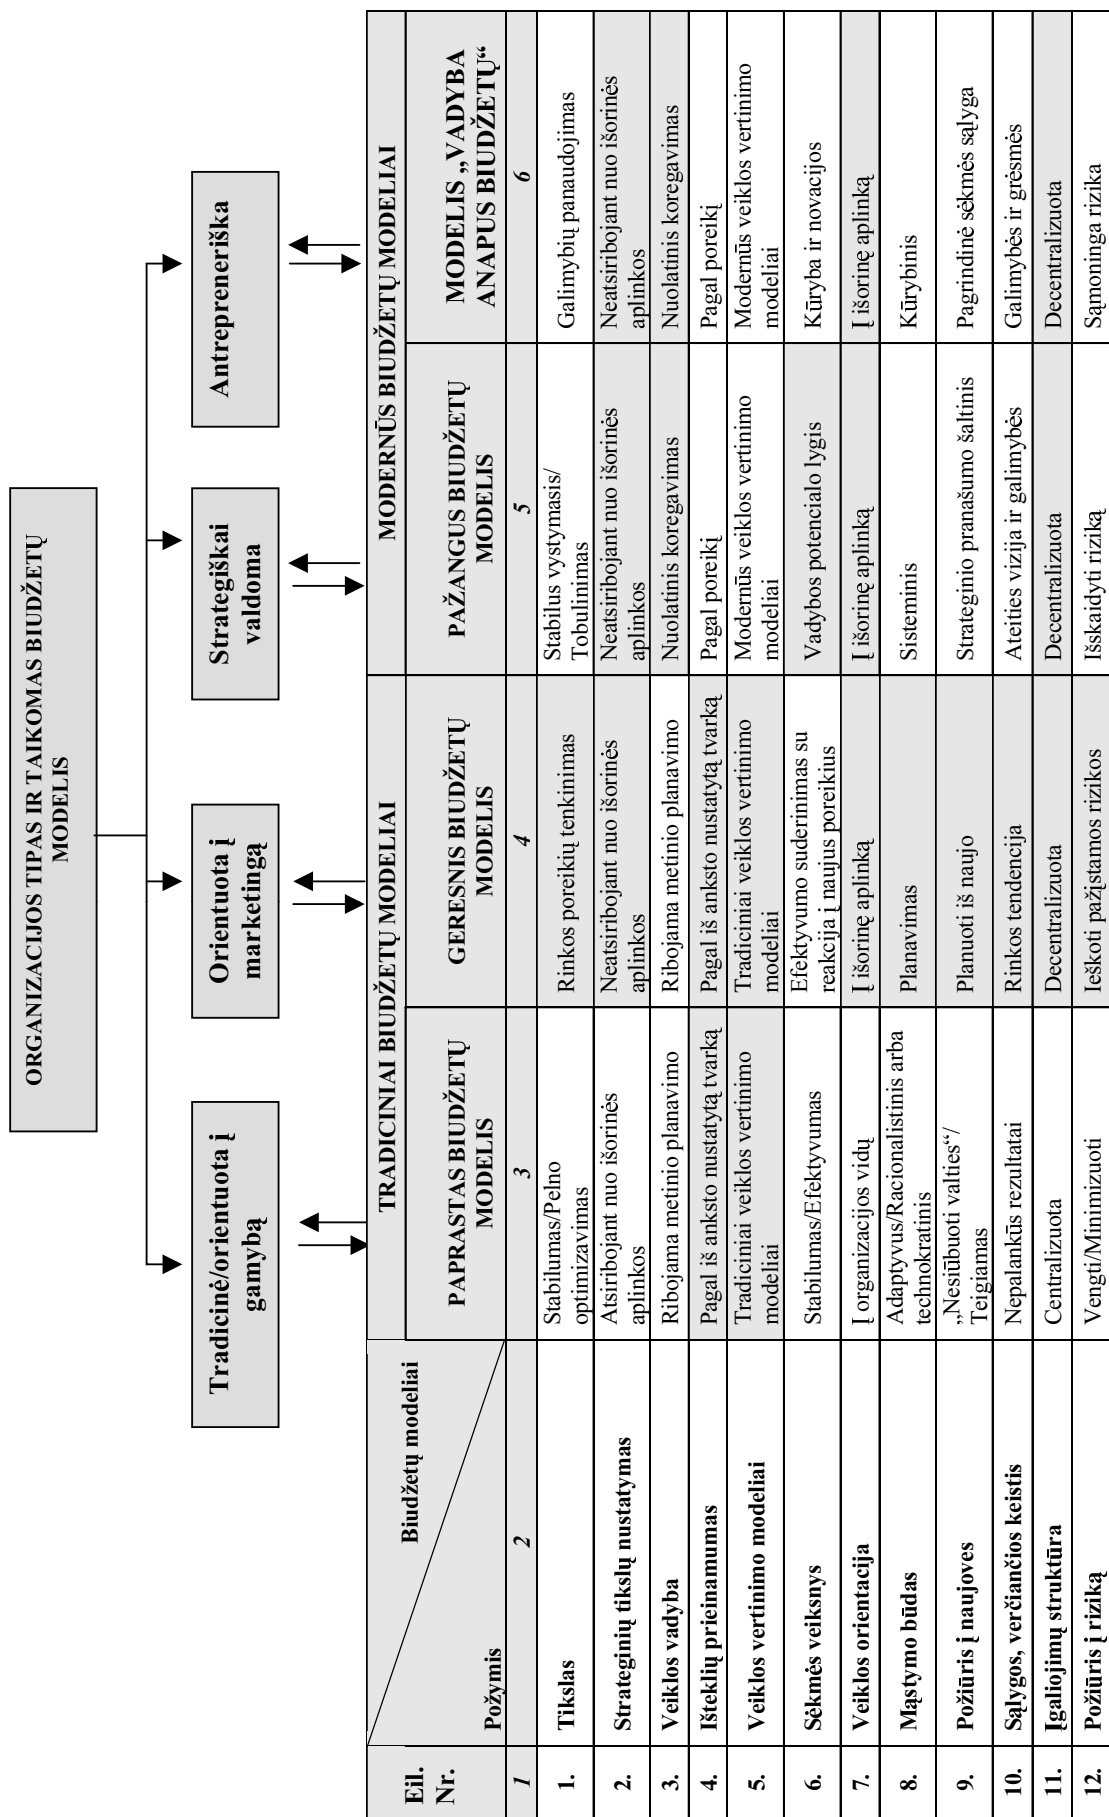 ORGANIZACIJOS TIPAS IR TAIKOMAS BIUDŽETŲ
MODELIS
Tradicinė/orientuota į
gamybą
Orientuota į
marketingą
Strategiškai
valdoma
Antrepreneriška
Eil.
Nr.
Biudžetų modeliai
Požymis
TRADICINIAI BIUDŽETŲ MODELIAI
MODERNŪS BIUDŽETŲ MODELIAI
PAPRASTAS BIUDŽETŲ
MODELIS
GERESNIS BIUDŽETŲ
MODELIS
PAŽANGUS BIUDŽETŲ
MODELIS
MODELIS „VADYBA
ANAPUS BIUDŽETŲ“
1
2
3
4
5
6
1.
Tikslas
Stabilumas/Pelno
optimizavimas
Rinkos poreikių tenkinimas
Stabilus vystymasis/
Tobulinimas
Galimybių panaudojimas
2.
Strateginių tikslų nustatymas
Atsiribojant nuo išorinės
aplinkos
Neatsiribojant nuo išorinės
aplinkos
Neatsiribojant nuo išorinės
aplinkos
Neatsiribojant nuo išorinės
aplinkos
3.
Veiklos vadyba
Ribojama metinio planavimo
Ribojama metinio planavimo
Nuolatinis koregavimas
Nuolatinis koregavimas
4.
Išteklių prieinamumas
Pagal iš anksto nustatytą tvarką
Pagal iš anksto nustatytą tvarką
Pagal poreikį
Pagal poreikį
5.
Veiklos vertinimo modeliai
Tradiciniai veiklos vertinimo
modeliai
Tradiciniai veiklos vertinimo
modeliai
Modernūs veiklos vertinimo
modeliai
Modernūs veiklos vertinimo
modeliai
6.
Sėkmės veiksnys
Stabilumas/Efektyvumas
Efektyvumo suderinimas su
reakcija į naujus poreikius
Vadybos potencialo lygis
Kūryba ir novacijos
7.
Veiklos orientacija
Į organizacijos vidų
Į išorinę aplinką
Į išorinę aplinką
Į išorinę aplinką
8.
Mąstymo būdas
Adaptyvus/Racionalistinis arba
technokratinis
Planavimas
Sisteminis
Kūrybinis
9.
Požiūris į naujoves
„Nesiūbuoti valties“/
Teigiamas
Planuoti iš naujo
Strateginio pranašumo šaltinis
Pagrindinė sėkmės sąlyga
10.
Sąlygos, verčiančios keistis
Nepalankūs rezultatai
Rinkos tendencija
Ateities vizija ir galimybės
Galimybės ir grėsmės
11.
Įgaliojimų struktūra
Centralizuota
Decentralizuota
Decentralizuota
Decentralizuota
12.
Požiūris į riziką
Vengti/Minimizuoti
Ieškoti pažįstamos rizikos
Išskaidyti riziką
Sąmoninga rizika